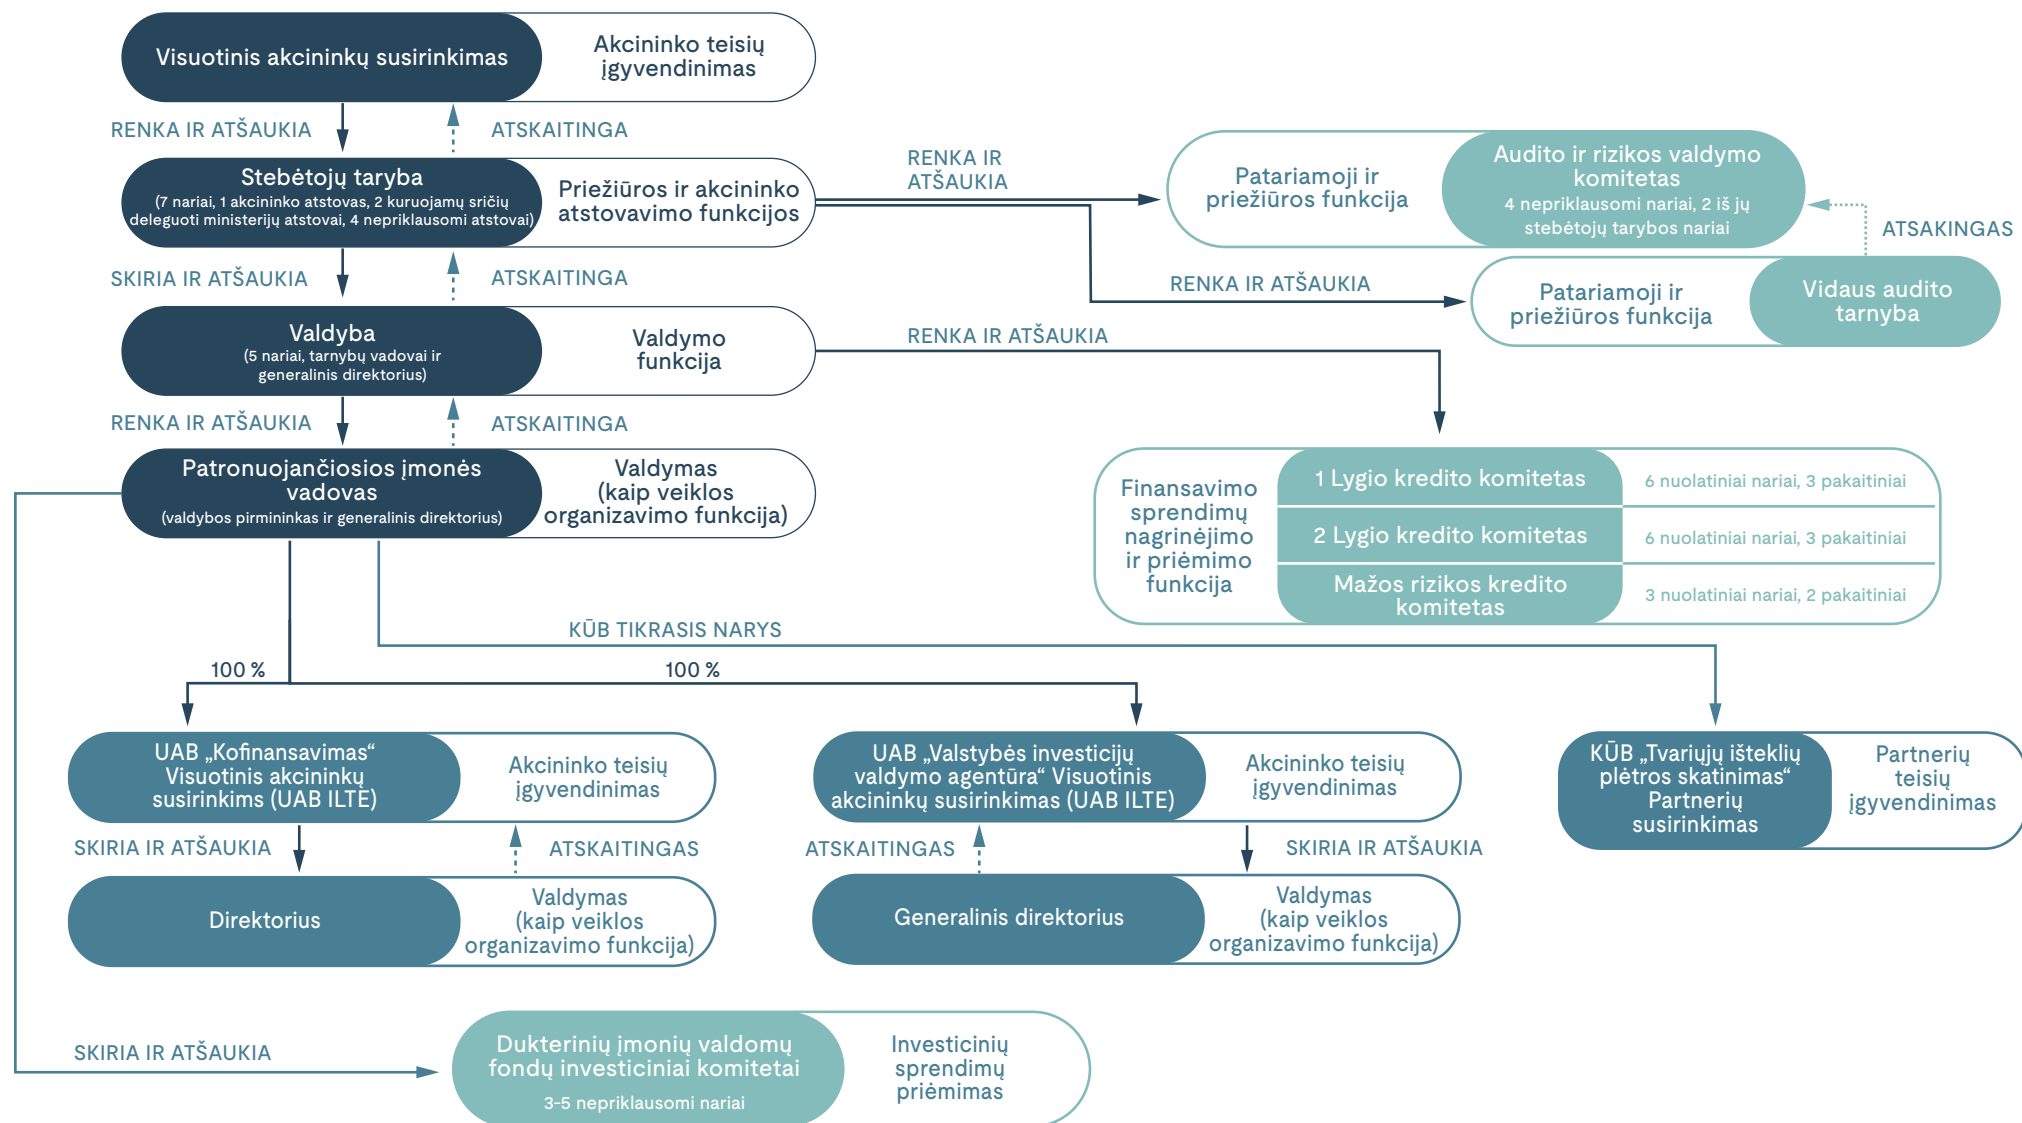 Visuotinis akcininkų susirinkimas
Akcininko teisių
įgyvendinimas
RENKA IR ATŠAUKIA
ATSKAITINGA
Stebėtojų taryba
(7 nariai, 1 akcininko atstovas, 2 kuruojamų sričių
deleguoti ministerijų atstovai, 4 nepriklausomi atstovai)
Priežiūros ir akcininko
atstovavimo funkcijos
RENKA IR
ATŠAUKIA
Patariamoji ir
priežiūros funkcija
Audito ir rizikos valdymo
komitetas
4 nepriklausomi nariai, 2 iš jų
stebėtojų tarybos nariai
ATSAKINGAS
SKIRIA IR ATŠAUKIA
ATSKAITINGA
RENKA IR ATŠAUKIA
Patariamoji ir
priežiūros funkcija
Vidaus audito
tarnyba
Valdyba
(5 nariai, tarnybų vadovai ir
generalinis direktorius)
Valdymo
funkcija
RENKA IR ATŠAUKIA
RENKA IR ATŠAUKIA
ATSKAITINGA
Patronuojančiosios įmonės
vadovas
(valdybos pirmininkas ir generalinis direktorius)
Valdymas
(kaip veiklos
organizavimo funkcija)
Finansavimo
sprendimų
nagrinėjimo
ir priėmimo
funkcija
1 Lygio kredito komitetas
6 nuolatiniai nariai, 3 pakaitiniai
2 Lygio kredito komitetas
6 nuolatiniai nariai, 3 pakaitiniai
Mažos rizikos kredito
komitetas
3 nuolatiniai nariai, 2 pakaitiniai
KŪB TIKRASIS NARYS
100 %
100 %
UAB „Kofinansavimas“
Visuotinis akcininkų
susirinkims (UAB ILTE)
Akcininko teisių
įgyvendinimas
UAB „Valstybės investicijų
valdymo agentūra“ Visuotinis
akcininkų susirinkimas (UAB ILTE)
Akcininko teisių
įgyvendinimas
KŪB „Tvariųjų išteklių
plėtros skatinimas“
Partnerių
susirinkimas
Partnerių
teisių
įgyvendinimas
SKIRIA IR ATŠAUKIA
ATSKAITINGAS
ATSKAITINGAS
SKIRIA IR ATŠAUKIA
Direktorius
Valdymas
(kaip veiklos
organizavimo funkcija)
Generalinis direktorius
Valdymas
(kaip veiklos
organizavimo funkcija)
SKIRIA IR ATŠAUKIA
Dukterinių įmonių valdomų
fondų investiciniai komitetai
3-5 nepriklausomi nariai
Investicinių
sprendimų
priėmimas